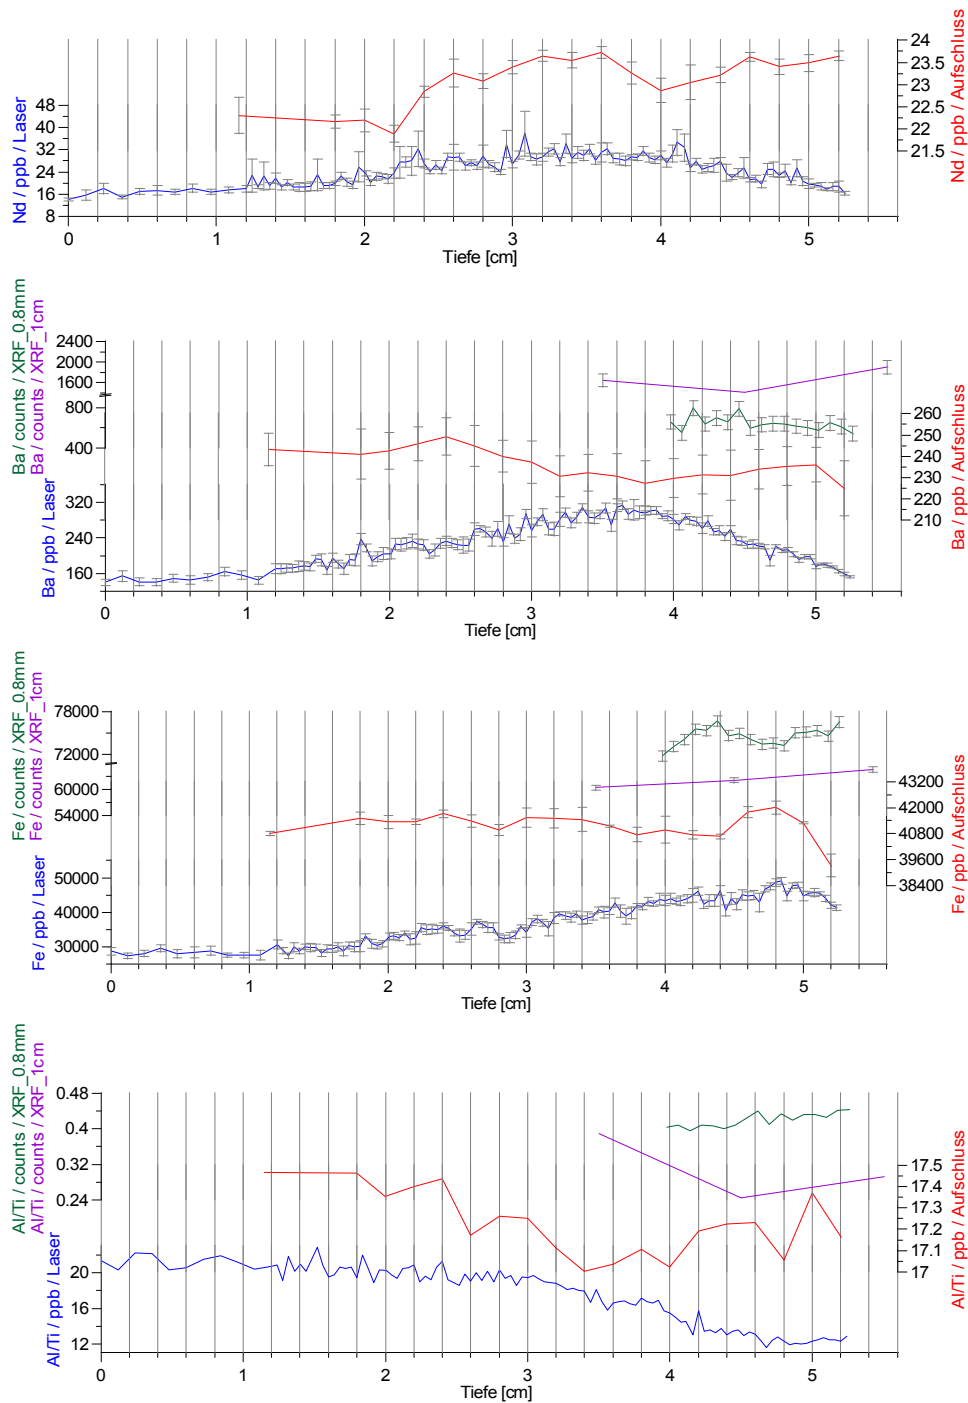 24
23.5
23
22.5
22
21.5
Nd / ppb / Aufschluss
48
40
32
24
16
8
Nd / ppb / Laser
0 1 2 3 4 5
Tiefe [cm]
Ba / counts / XRF_0.8mm
Ba / counts / XRF_1cm
2400
2000
1600
800
400
260
250
240
230
220
210
Ba / ppb / Aufschluss
320
240
160
Ba / ppb / Laser
0 1 2 3 4 5
Tiefe [cm]
Fe / counts / XRF_0.8mm
Fe / counts / XRF_1cm
78000
72000
60000
54000
43200
42000
40800
39600
38400
Fe / ppb / Aufschluss
50000
40000
30000
Fe / ppb / Laser
0 1 2 3 4 5
Tiefe [cm]
Al/Ti / counts / XRF_0.8mm
Al/Ti / counts / XRF_1cm
0.48
0.4
0.32
0.24
17.5
17.4
17.3
17.2
17.1
17
Al/Ti / ppb / Aufschluss
20
16
12
Al/Ti / ppb / Laser
0 1 2 3 4 5
Tiefe [cm]